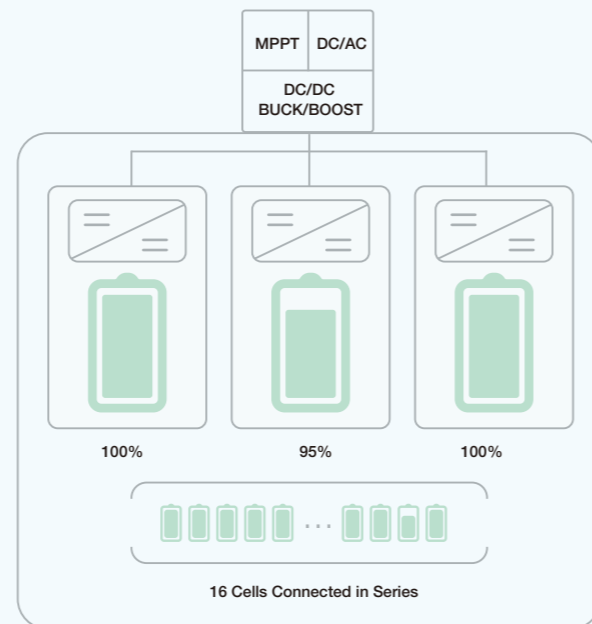 MPPT DC/AC
DC/DC
BUCK/BOOST
100% 95% 100%
...
16 Cells Connected in Series